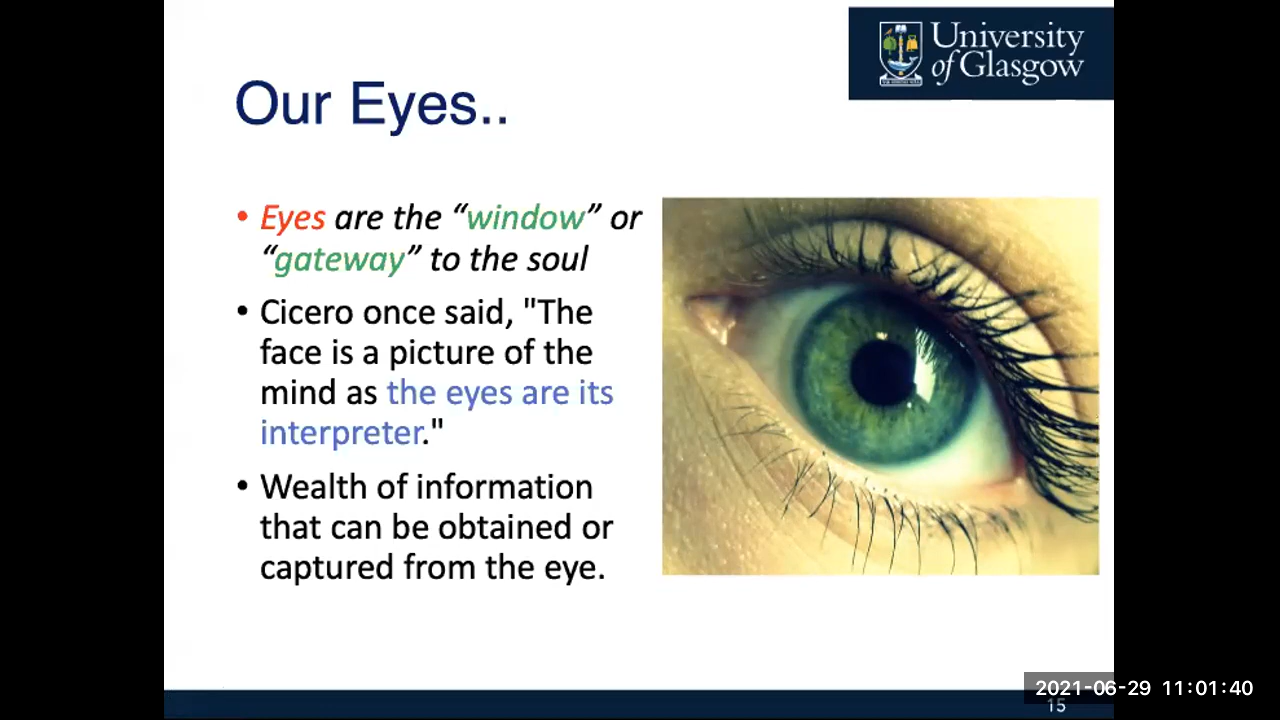 University
of Glasgow
Our Eyes..
• Eyes are the “window” or
“gateway” to the soul
• Cicero once said, "The
face is a picture of the
mind as the eyes are its
interpreter."
• Wealth of information
that can be obtained or
captured from the eye.
2021-06-29 11:01:40
15